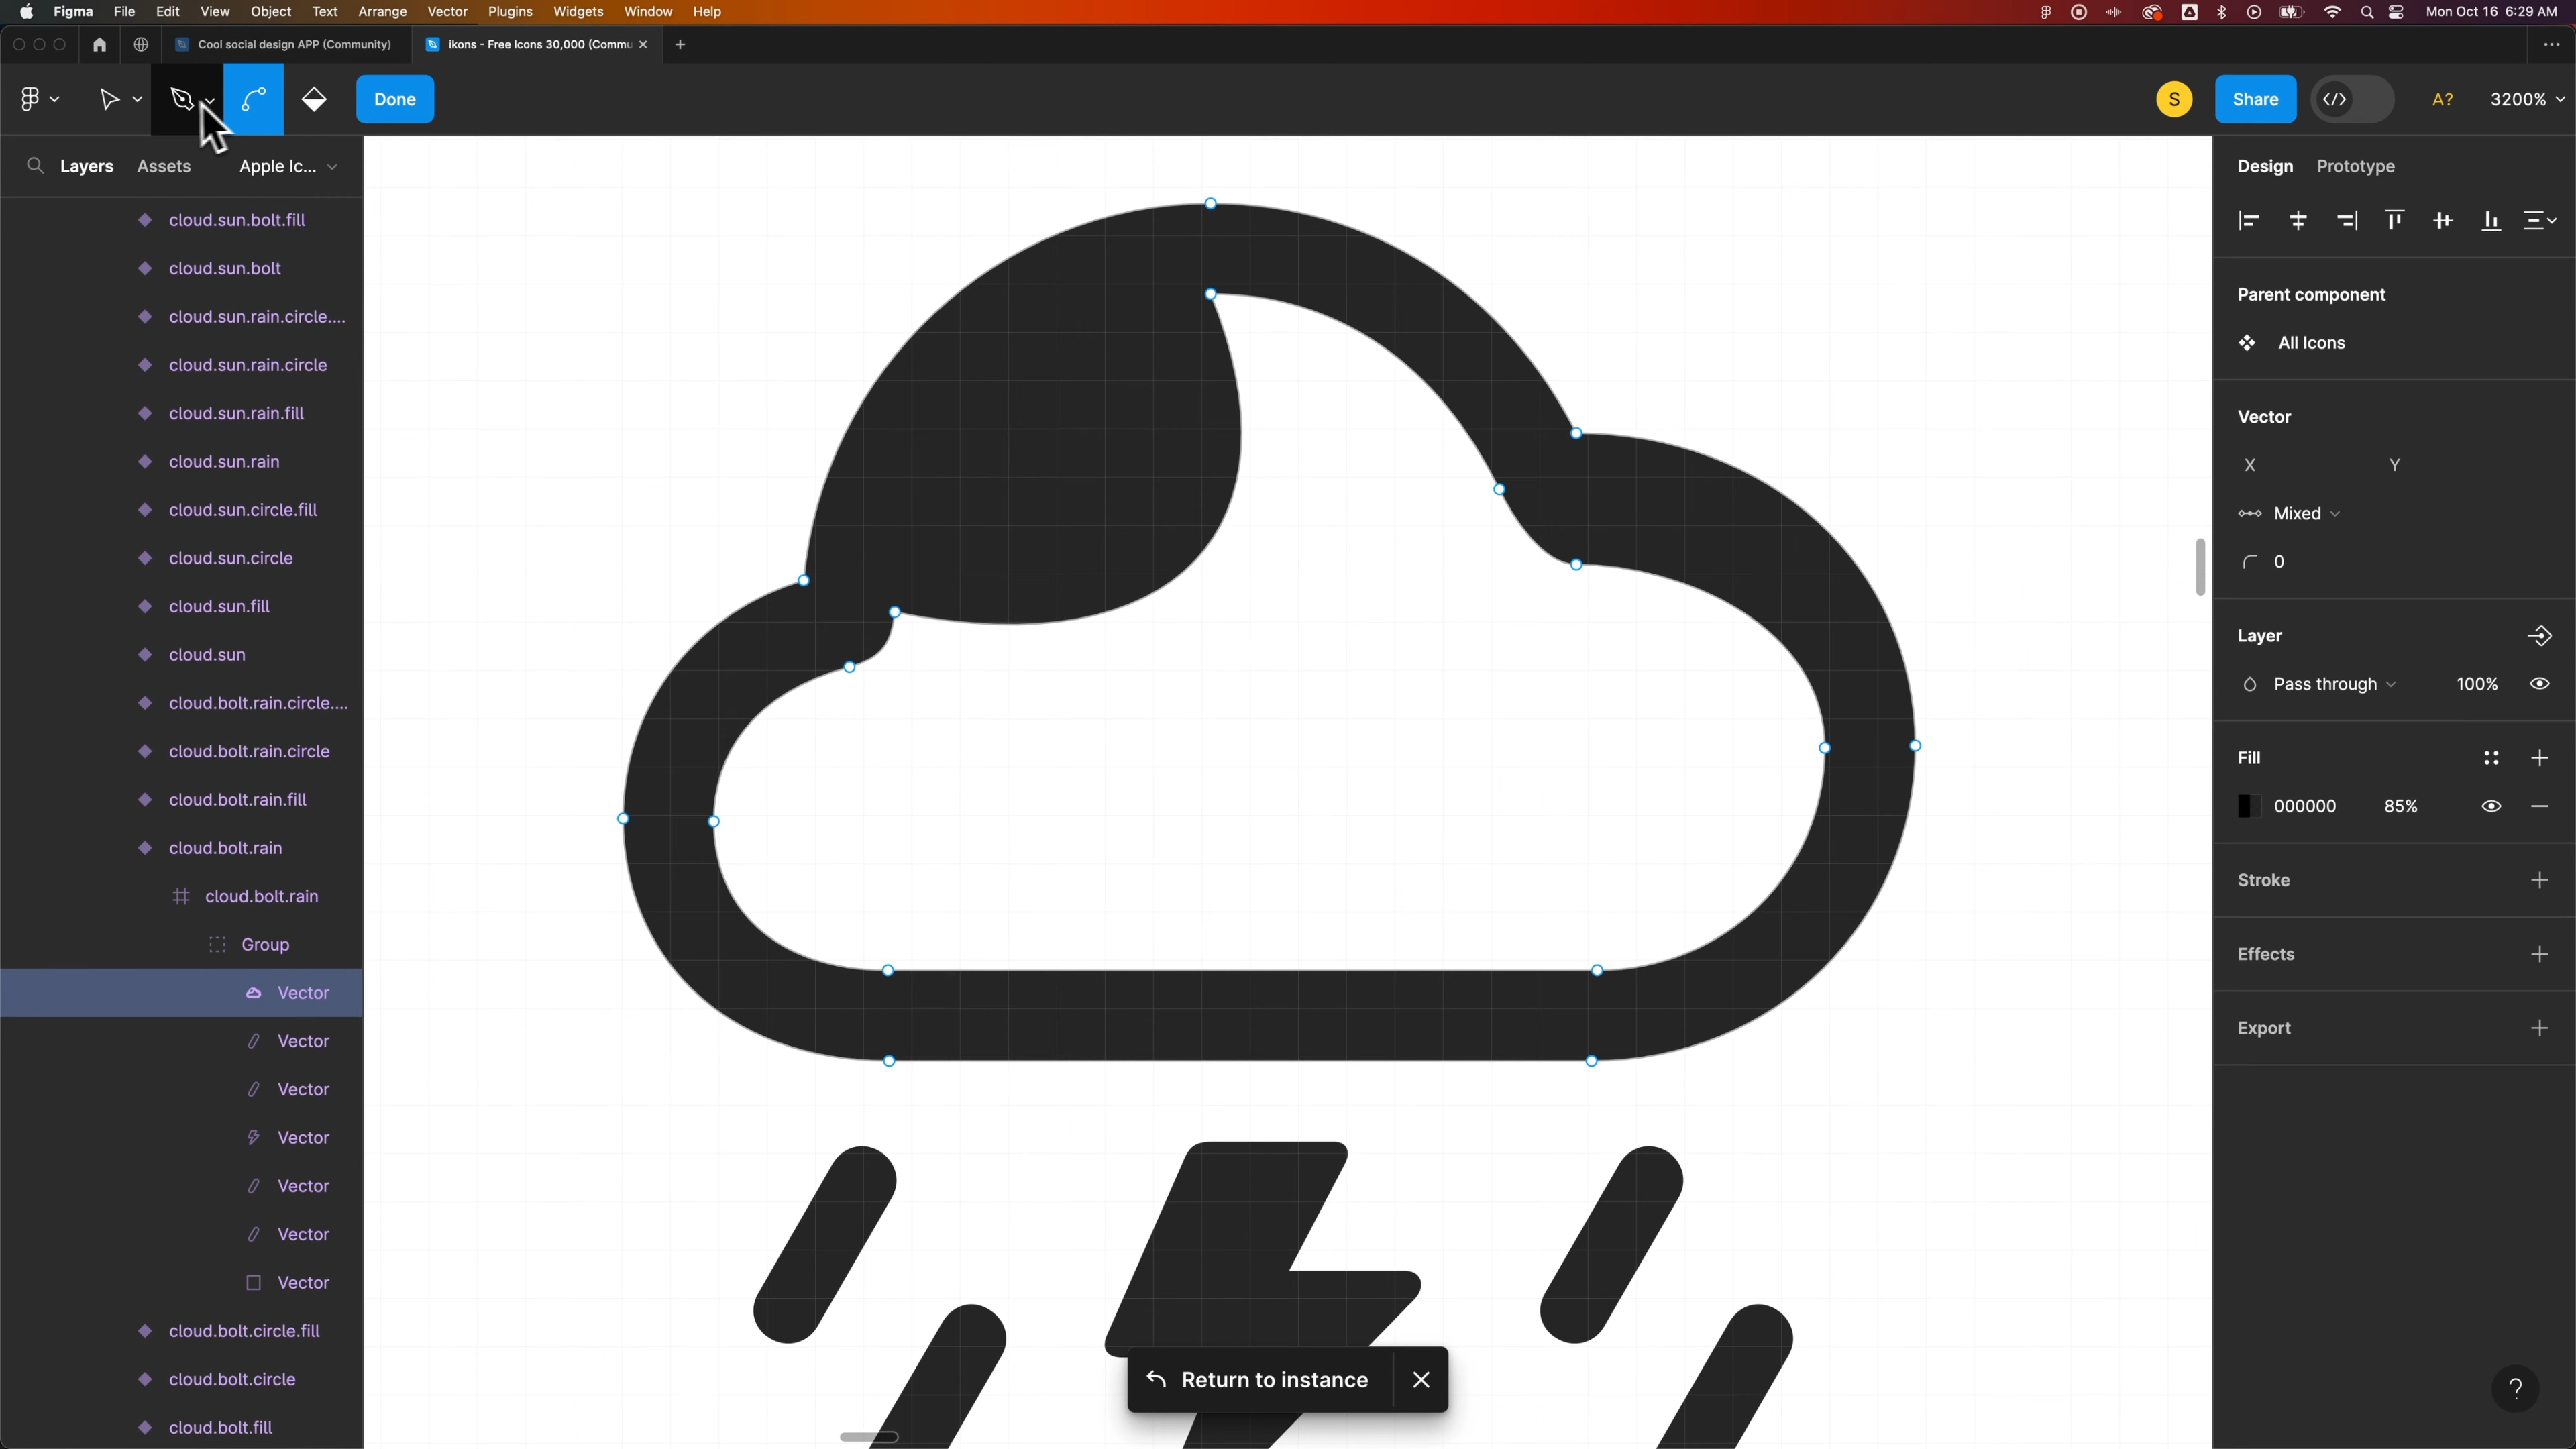 Figma File Edit View Object Text Arrange Vector Plugins Widgets Window Help Mon Oct 16 6:29 AM
Cool social design APP (Community) ikons - Free Icons 30,000 (Commu
Done S Share A? 3200%
Layers Assets Apple Ic...
cloud.sun.bolt.fill
cloud.sun.bolt
cloud.sun.rain.circle....
cloud.sun.rain.circle
cloud.sun.rain.fill
cloud.sun.rain
cloud.sun.circle.fill
cloud.sun.circle
cloud.sun.fill
cloud.sun
cloud.bolt.rain.circle....
cloud.bolt.rain.circle
cloud.bolt.rain.fill
cloud.bolt.rain
cloud.bolt.rain
Group
Vector
Vector
Vector
Vector
Vector
Vector
Vector
cloud.bolt.circle.fill
cloud.bolt.circle
cloud.bolt.fill
Return to instance
Design Prototype
Parent component
All Icons
Vector
X Y
Mixed
0
Layer
Pass through 100%
Fill
000000 85%
Stroke
Effects
Export
?